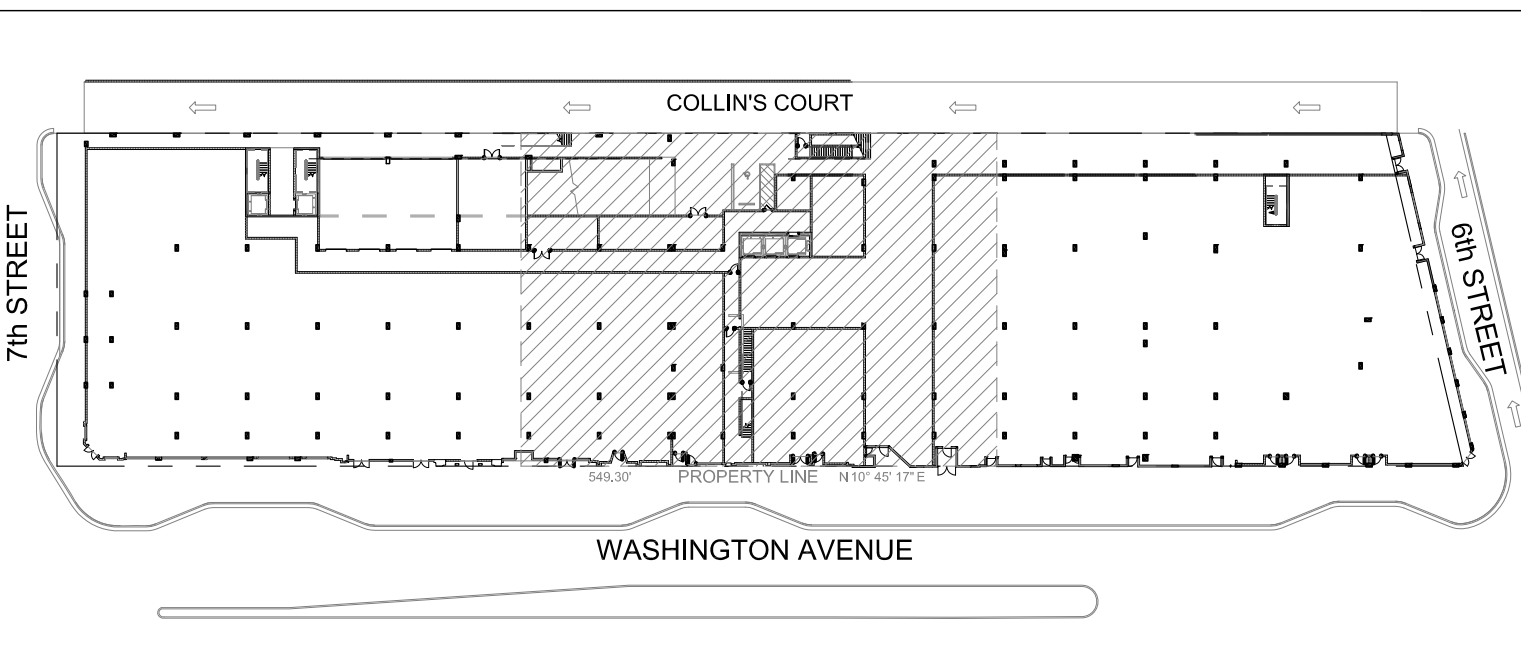 COLLIN'S COURT
7th STREET
6th STREET
549.30' PROPERTY LINE N 10° 45' 17" E
WASHINGTON AVENUE